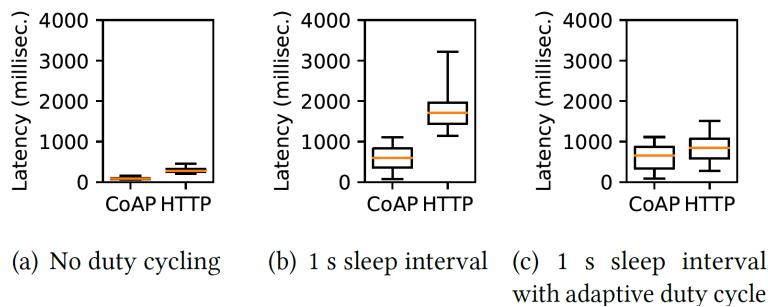 4000
3000
2000
1000
0
Latency (millisec.)
CoAP HTTP
(a) No duty cycling
4000
3000
2000
1000
0
Latency (millisec.)
CoAP HTTP
(b) 1 s sleep interval
4000
3000
2000
1000
0
Latency (millisec.)
CoAP HTTP
(c) 1 s sleep interval
with adaptive duty cycle